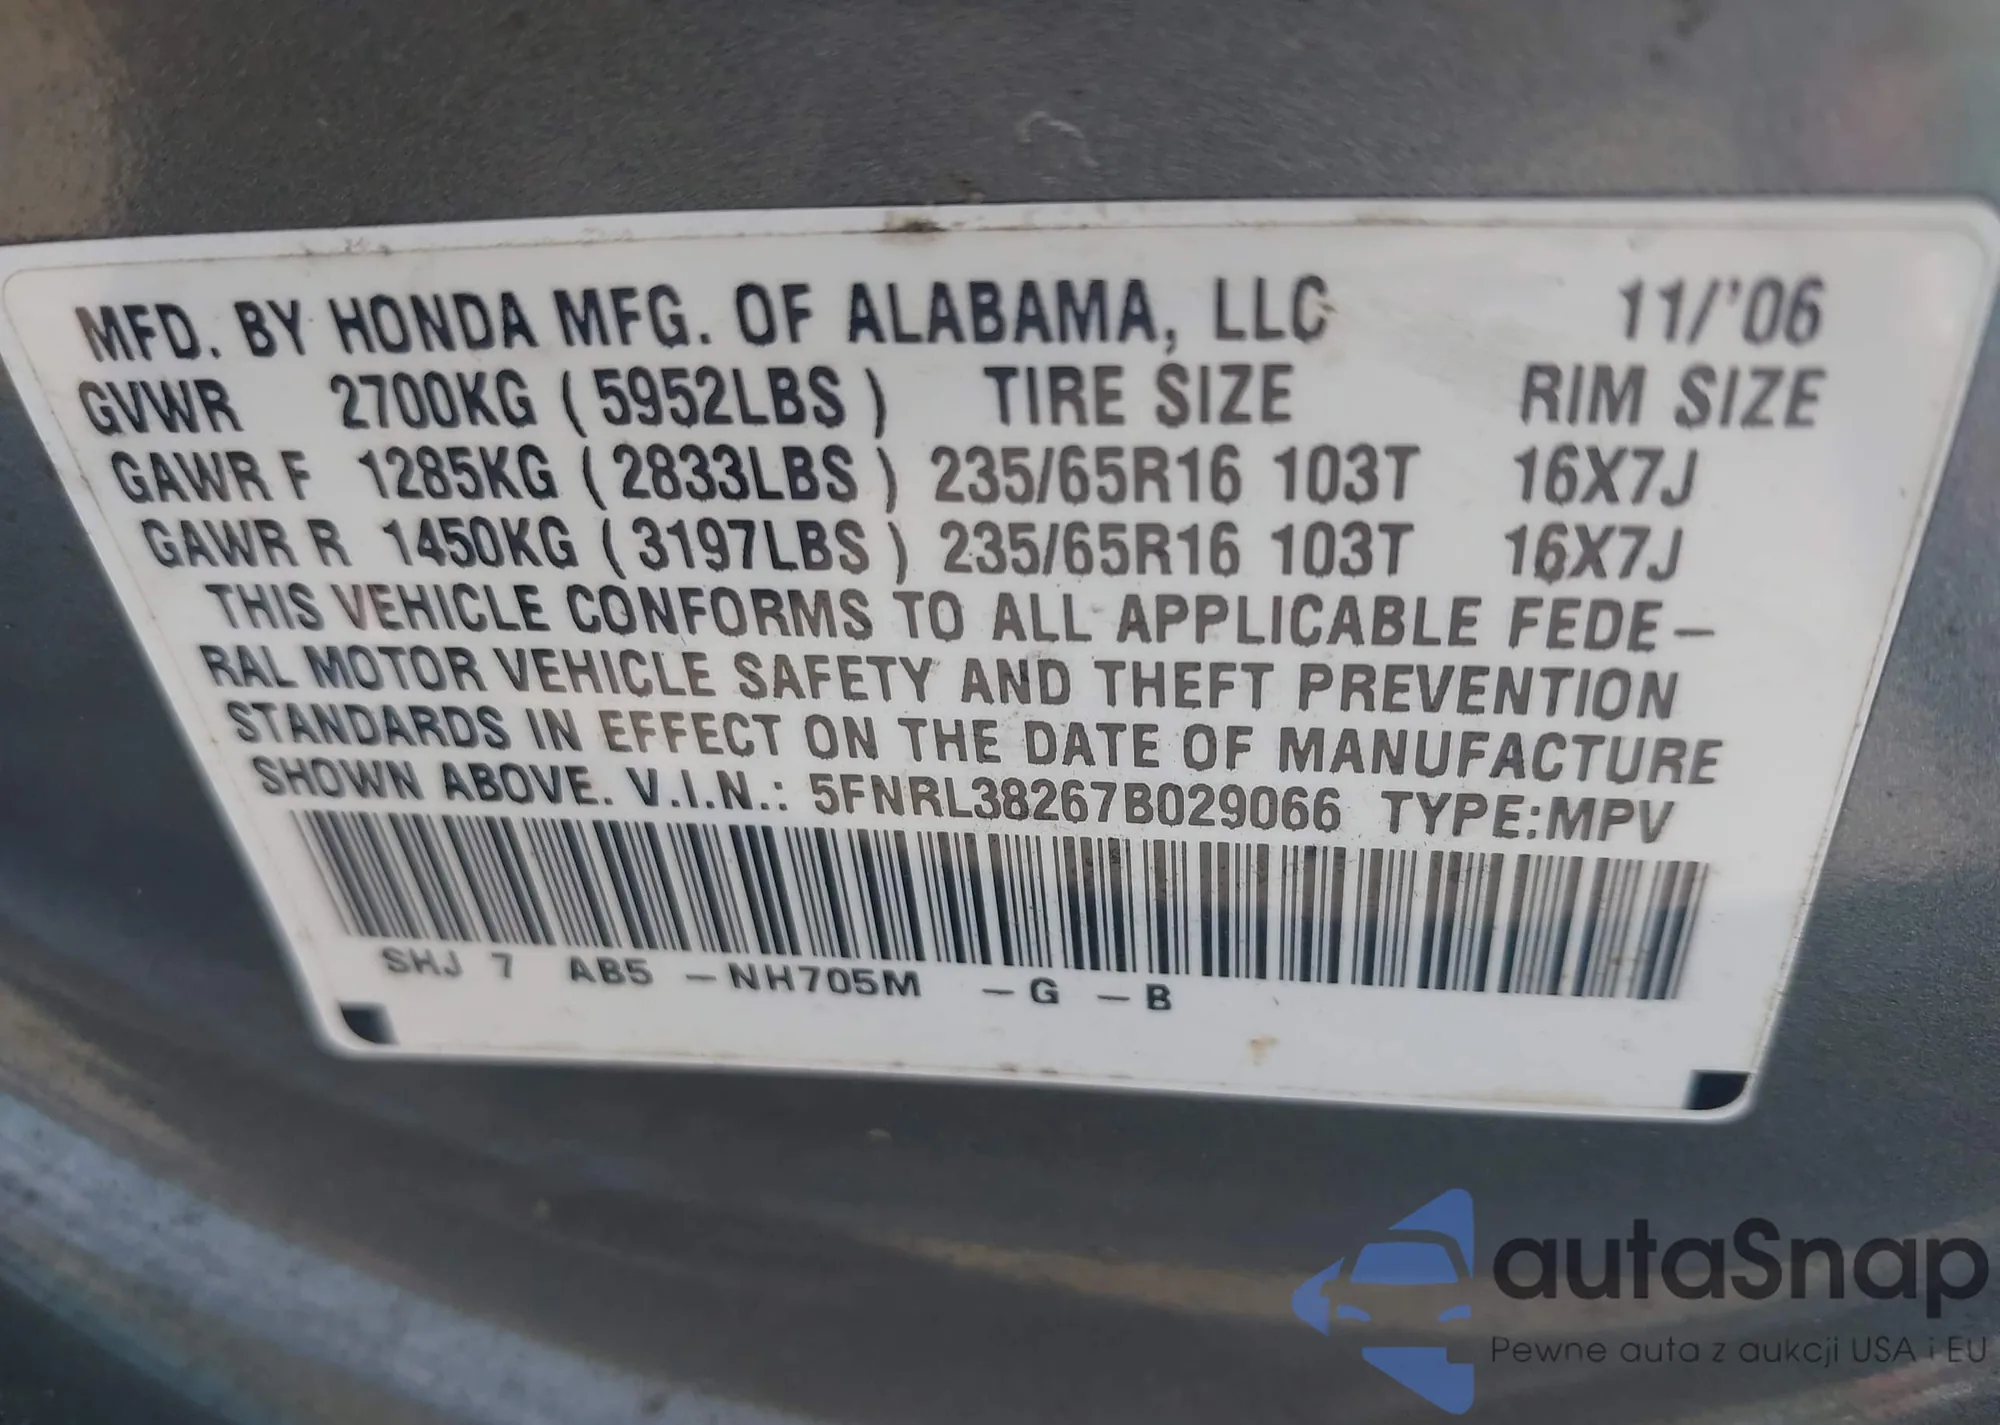 MFD. BY HONDA MFG. OF ALABAMA, LLC 11/'06
GVWR 2700KG ( 5952LBS ) TIRE SIZE RIM SIZE
GAWR F 1285KG ( 2833LBS ) 235/65R16 103T 16X7J
GAWR R 1450KG ( 3197LBS ) 235/65R16 103T 16X7J
THIS VEHICLE CONFORMS TO ALL APPLICABLE FEDE–
RAL MOTOR VEHICLE SAFETY AND THEFT PREVENTION
STANDARDS IN EFFECT ON THE DATE OF MANUFACTURE
SHOWN ABOVE. V.I.N.: 5FNRL38267B029066 TYPE:MPV
SHJ 7 AB5 –NH705M –G –B
autaSnap
Pewne auta z aukcji USA i EU